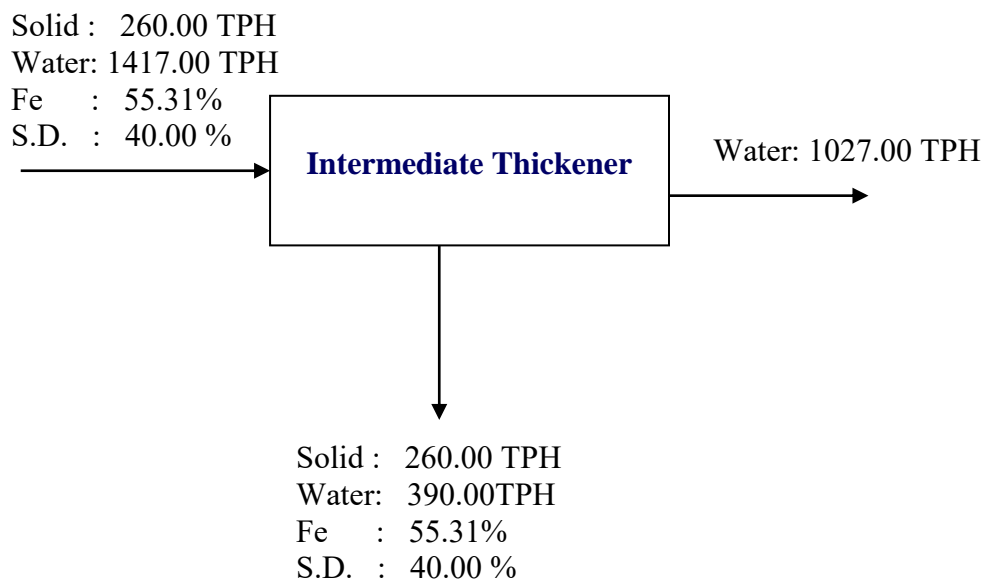 Solid : 260.00 TPH
Water: 1417.00 TPH
Fe : 55.31%
S.D. : 40.00 %
Intermediate Thickener
Water: 1027.00 TPH
Solid : 260.00 TPH
Water: 390.00TPH
Fe : 55.31%
S.D. : 40.00 %